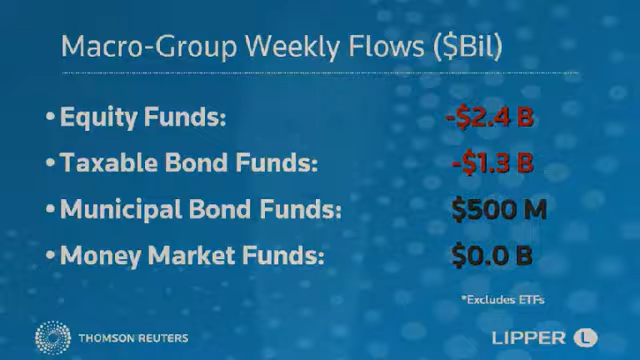 Macro-Group Weekly Flows ($Bil)
• Equity Funds: -$2.4 B
• Taxable Bond Funds: -$1.3 B
• Municipal Bond Funds: $500 M
• Money Market Funds: $0.0 B
*Excludes ETFs
THOMSON REUTERS
LIPPER L